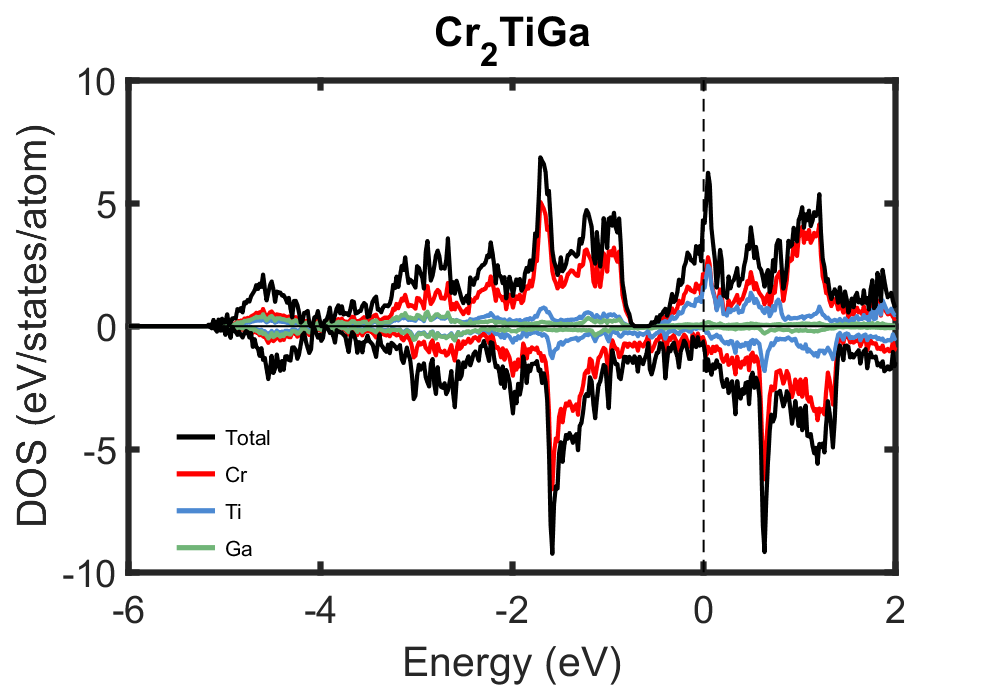 Cr2TiGa
10
5
0
-5
-10
DOS (eV/states/atom)
Total
Cr
Ti
Ga
-6
-4
-2
0
2
Energy (eV)